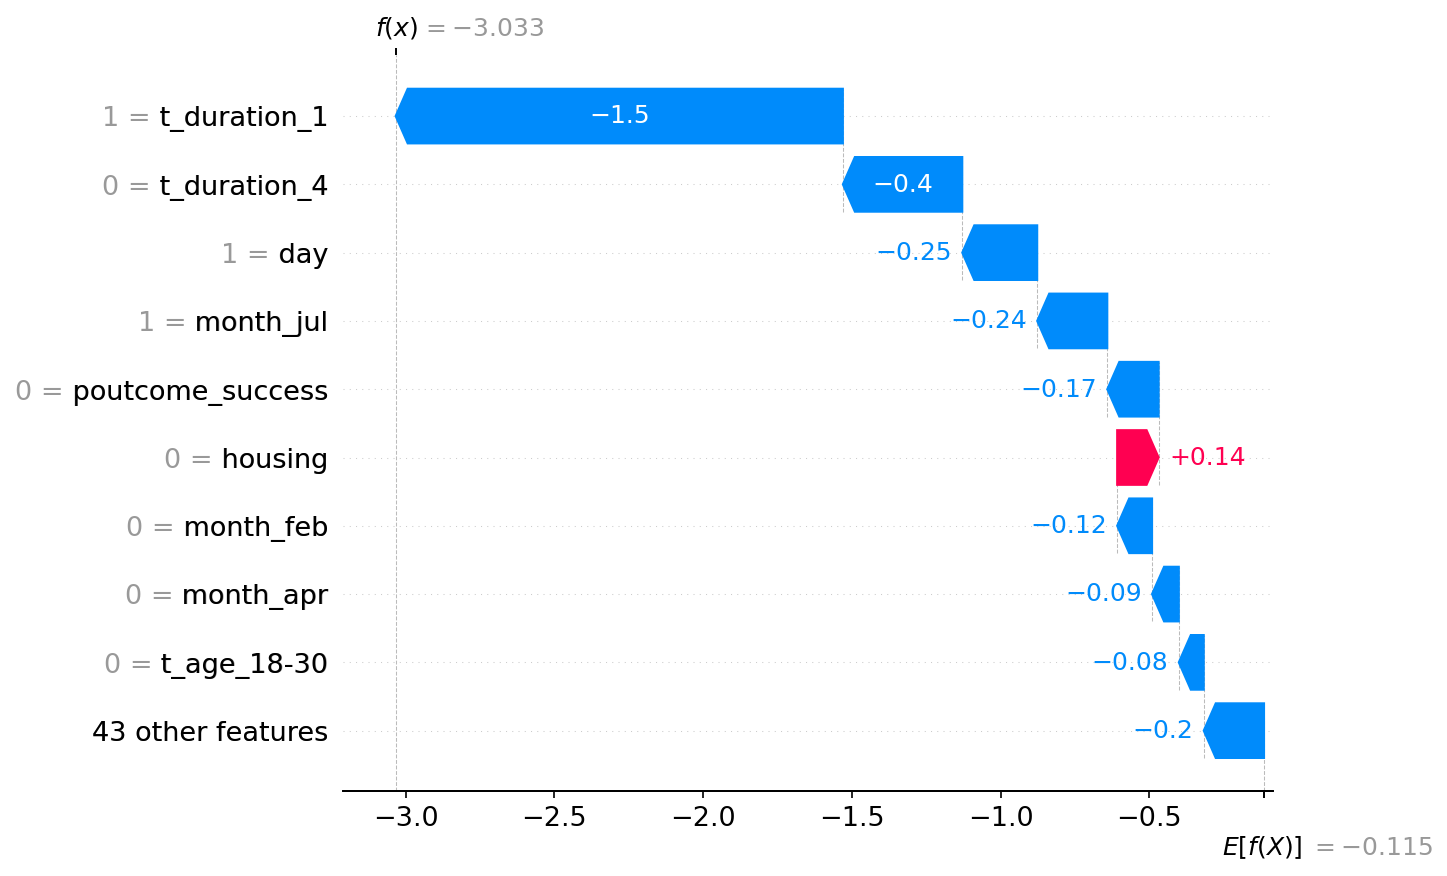 f(x) = −3.033
1 = t_duration_1
−1.5
0 = t_duration_4
−0.4
1 = day
−0.25
1 = month_jul
−0.24
0 = poutcome_success
−0.17
0 = housing
+0.14
0 = month_feb
−0.12
0 = month_apr
−0.09
0 = t_age_18-30
−0.08
43 other features
−0.2
−3.0 −2.5 −2.0 −1.5 −1.0 −0.5
E[f(X)] = −0.115